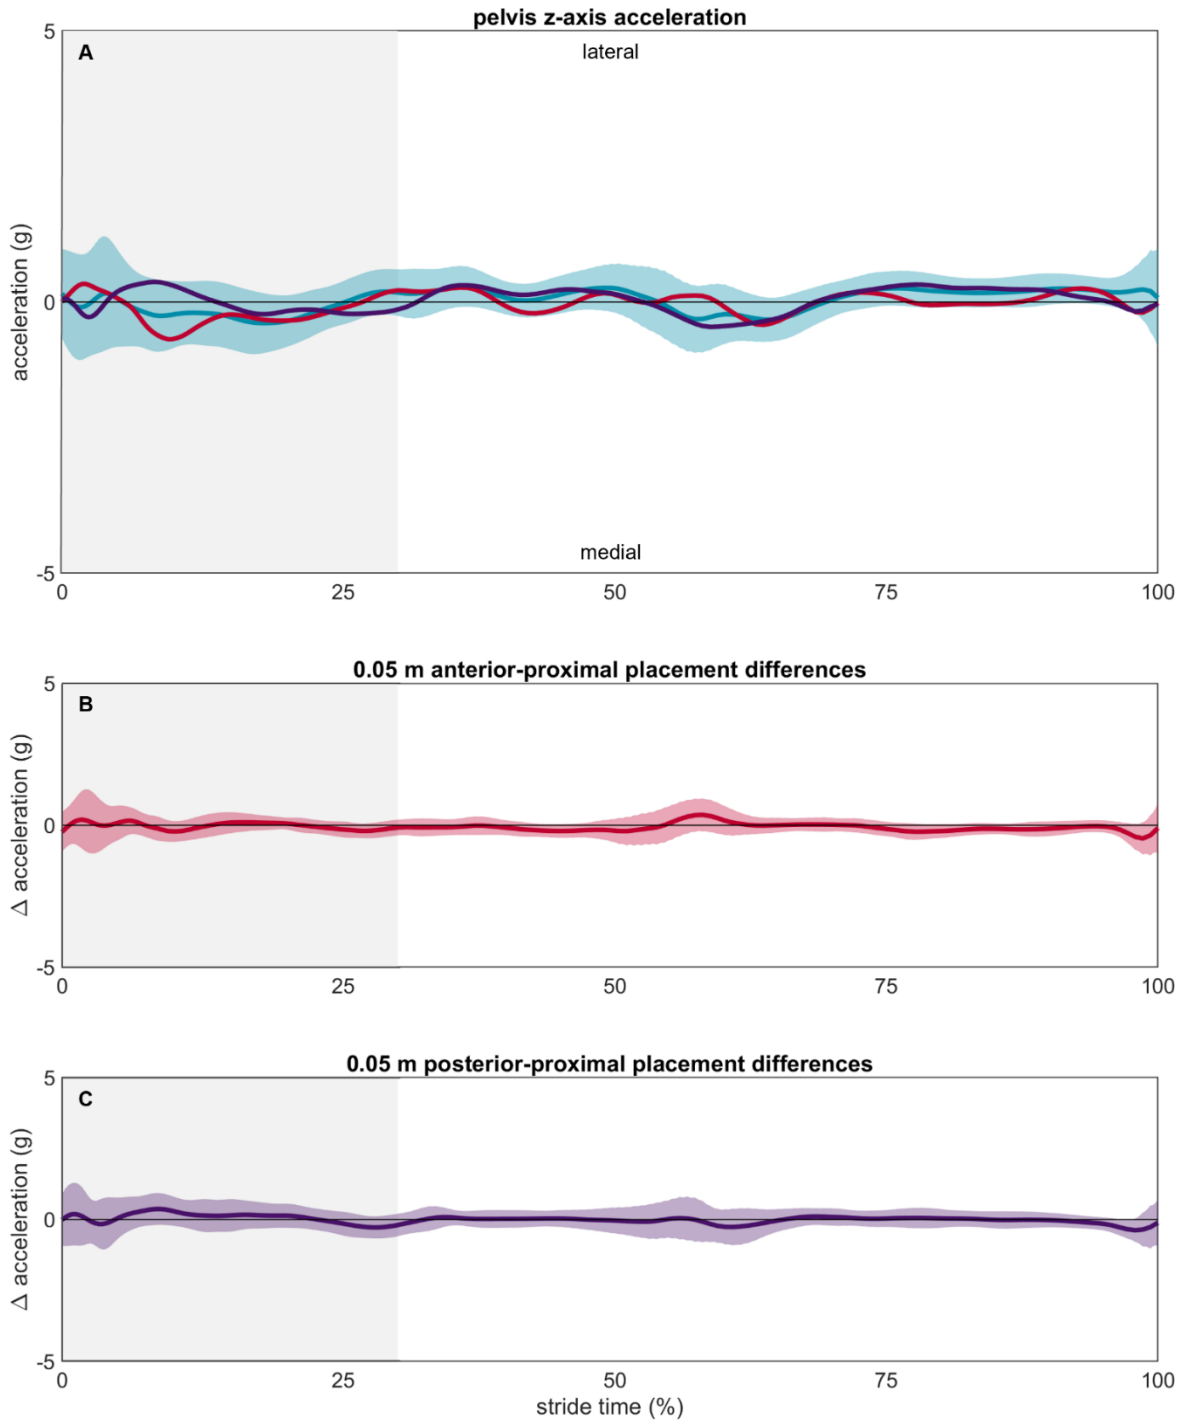 pelvis z-axis acceleration
A
lateral
5
0
-5
acceleration (g)
medial
0 25 50 75 100
0.05 m anterior-proximal placement differences
B
5
0
-5
Δ acceleration (g)
0 25 50 75 100
0.05 m posterior-proximal placement differences
C
5
0
-5
Δ acceleration (g)
0 25 50 75 100
stride time (%)